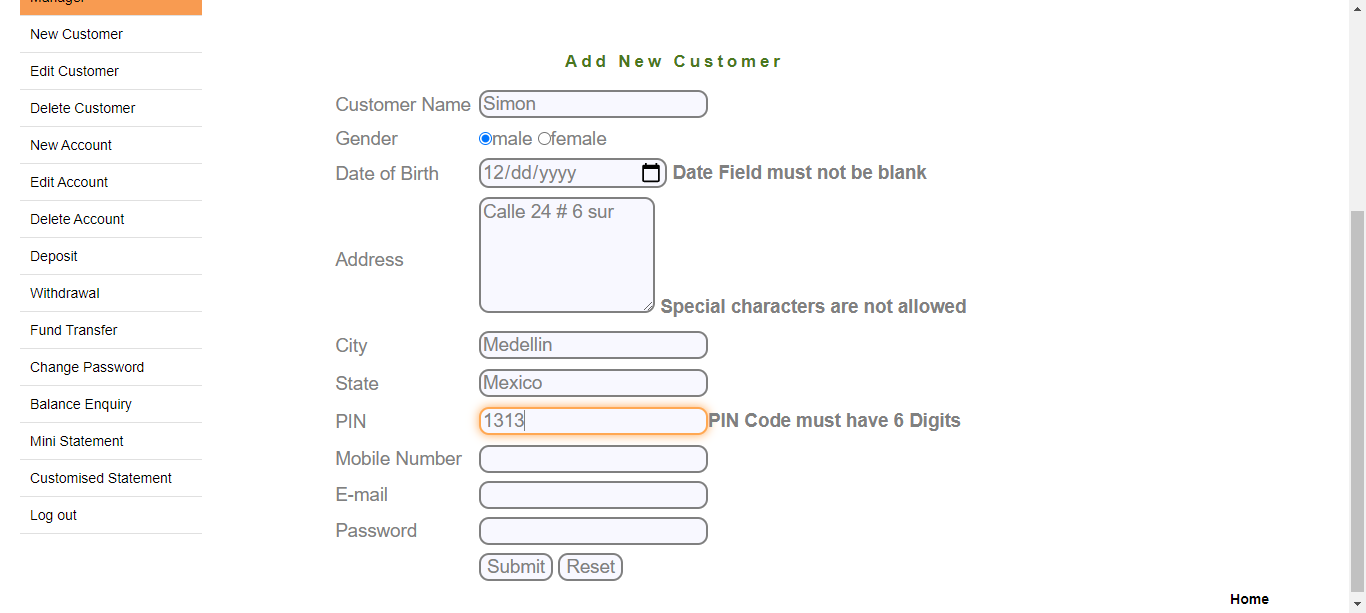 Manager
New Customer
Edit Customer
Delete Customer
New Account
Edit Account
Delete Account
Deposit
Withdrawal
Fund Transfer
Change Password
Balance Enquiry
Mini Statement
Customised Statement
Log out
Add New Customer
Customer Name Simon
Gender male female
Date of Birth 12/dd/yyyy Date Field must not be blank
Address Calle 24 # 6 sur
Special characters are not allowed
City Medellin
State Mexico
PIN 1313 PIN Code must have 6 Digits
Mobile Number
E-mail
Password
Submit Reset
Home